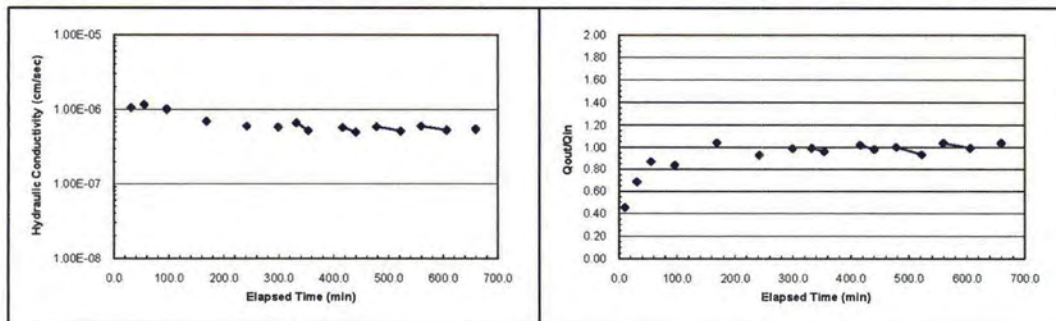 Hydraulic Conductivity (cm/sec)
1.00E-05
1.00E-06
1.00E-07
1.00E-08
0.0 100.0 200.0 300.0 400.0 500.0 600.0 700.0
Elapsed Time (min)
Qout/Qin
2.00
1.80
1.60
1.40
1.20
1.00
0.80
0.60
0.40
0.20
0.00
0.0 100.0 200.0 300.0 400.0 500.0 600.0 700.0
Elapsed Time (min)